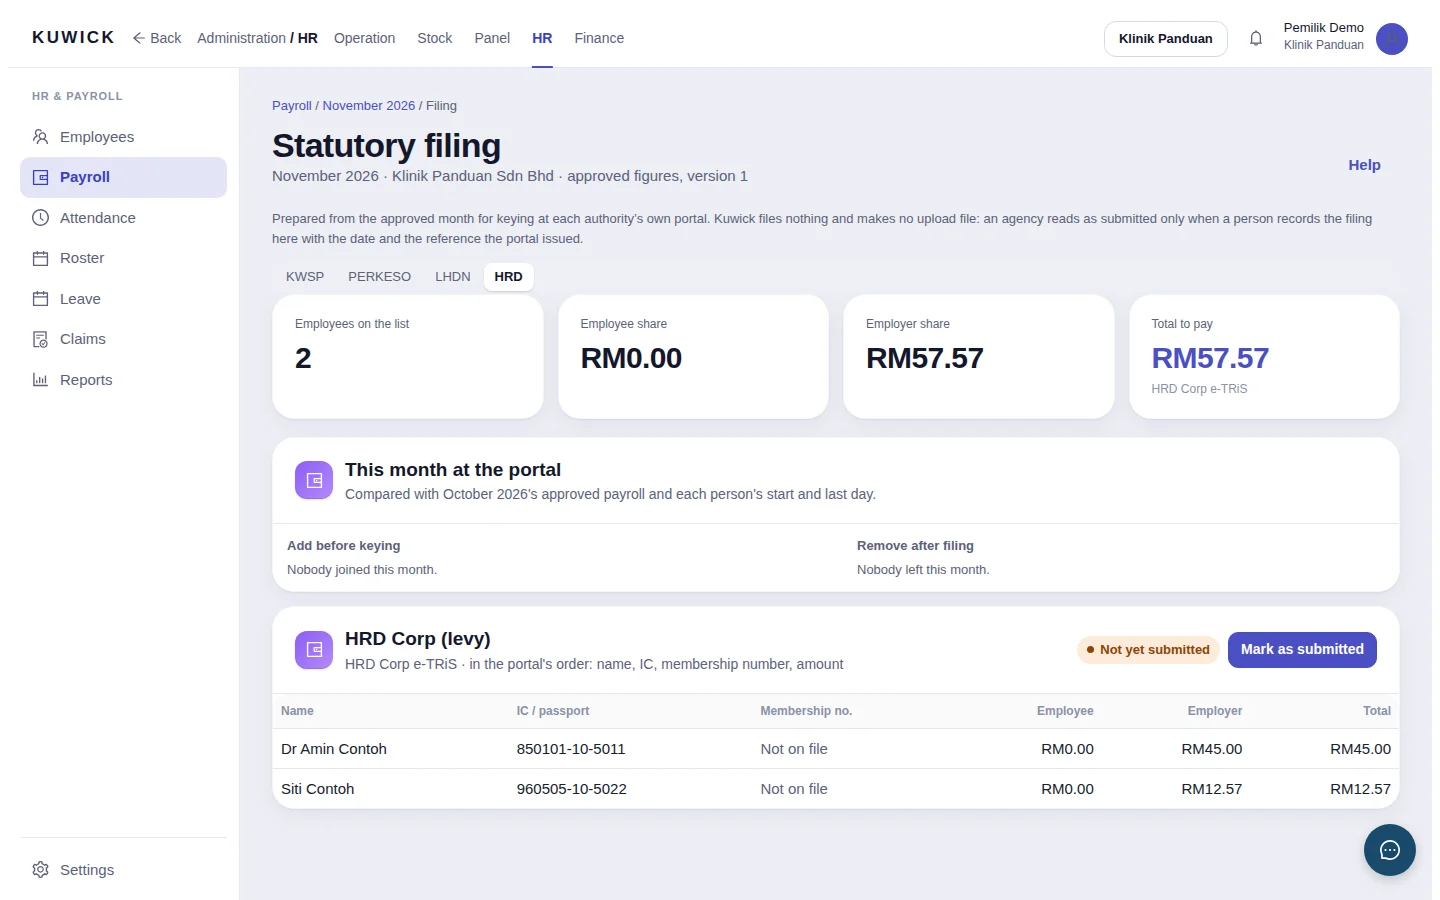 KUWICK
Back
Administration / HR
Operation
Stock
Panel
HR
Finance
Klinik Panduan
Pemilik Demo
Klinik Panduan
HR & PAYROLL
Employees
Payroll
Attendance
Roster
Leave
Claims
Reports
Settings
Payroll / November 2026 / Filing
Statutory filing
November 2026 · Klinik Panduan Sdn Bhd · approved figures, version 1
Help
Prepared from the approved month for keying at each authority's own portal. Kuwick files nothing and makes no upload file: an agency reads as submitted only when a person records the filing
here with the date and the reference the portal issued.
KWSP PERKESO LHDN HRD
Employees on the list
2
Employee share
RM0.00
Employer share
RM57.57
Total to pay
RM57.57
HRD Corp e-TRiS
This month at the portal
Compared with October 2026's approved payroll and each person's start and last day.
Add before keying
Nobody joined this month.
Remove after filing
Nobody left this month.
HRD Corp (levy)
HRD Corp e-TRiS · in the portal's order: name, IC, membership number, amount
Not yet submitted
Mark as submitted
Name IC / passport Membership no. Employee Employer Total
Dr Amin Contoh 850101-10-5011 Not on file RM0.00 RM45.00 RM45.00
Siti Contoh 960505-10-5022 Not on file RM0.00 RM12.57 RM12.57